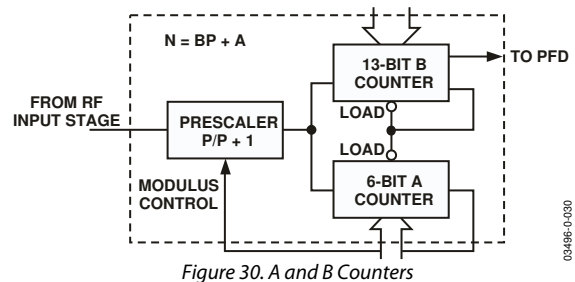 N = BP + A
13-BIT B
COUNTER
TO PFD
FROM RF
INPUT STAGE
PRESCALER
P/P + 1
LOAD
LOAD
MODULUS
CONTROL
6-BIT A
COUNTER
03496-0-030
Figure 30. A and B Counters